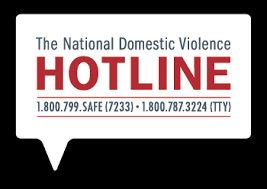 The National Domestic Violence
HOTLINE
1.800.799.SAFE (7233) • 1.800.787.3224 (TTY)